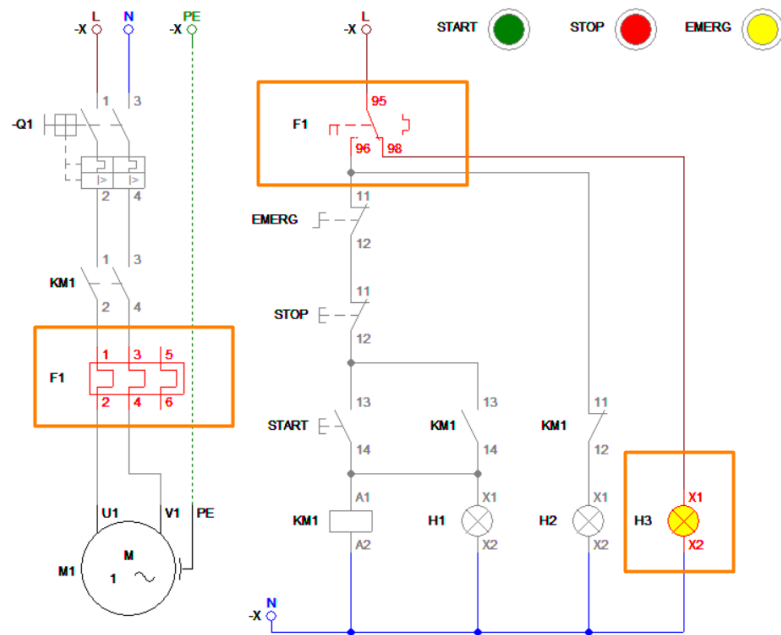 L N PE L START STOP EMERG
-X -X -X
1 3 95
-Q1 F1
96 98
2 4 11
EMERG
12
1 3
KM1 11
2 4 STOP
12
1 3 5
F1
2 4 6 13 13 11
START KM1 KM1
14 14 12
A1 X1 X1 X1
U1 V1 PE KM1 H1 H2 H3
A2 X2 X2 X2
M
M1 1
N
-X